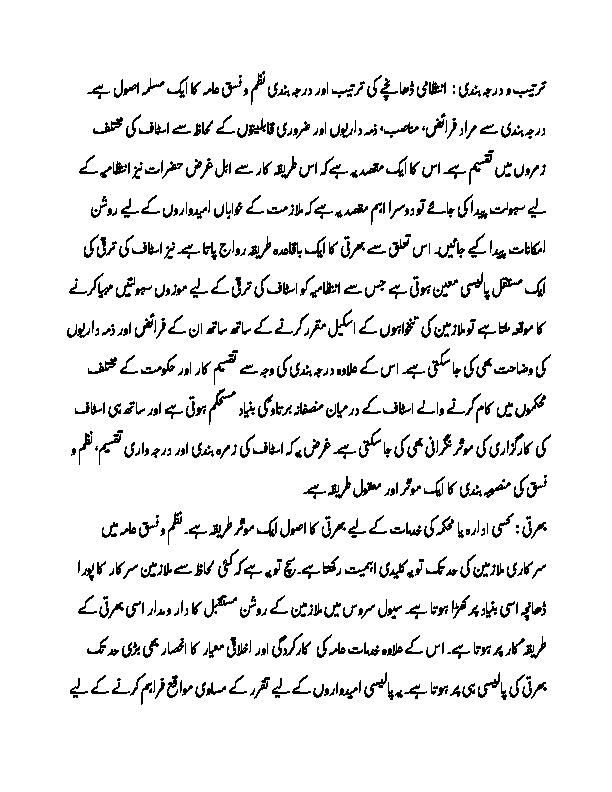 ترتیب و درجہ بندی : انتظامی ڈھانچے کی ترتیب اور درجہ بندی نظم و نسق عامہ کا ایک مسلمہ اصول ہے۔
درجہ بندی سے مراد فرائض، مناصب، ذمہ داریوں اور ضروری قابلیتوں کے لحاظ سے اسٹاف کی مختلف
زمروں میں تقسیم ہے۔ اس کا ایک مقصد یہ ہے کہ اس طریقہ کار سے اہل غرض حضرات نیز انتظامیہ کے
لیے سہولت پیدا کی جائے تو دوسرا اہم مقصد یہ ہے کہ ملازمت کے خواہاں امیدواروں کے لیے روشن
امکانات پیدا کیے جائیں۔ اس تعلق سے بھرتی کا ایک باقاعدہ طریقہ رواج پاتا ہے۔ نیز اسٹاف کی ترقی کی
ایک مستقل پالیسی معین ہوتی ہے جس سے انتظامیہ کو اسٹاف کی ترقی کے لیے موزوں سہولتیں مہیا کرنے
کا موقعہ ملتا ہے تو ملازمین کی تنخواہوں کے اسکیل مقرر کرنے کے ساتھ ساتھ ان کے فرائض اور ذمہ داریوں
کی وضاحت بھی کی جا سکتی ہے۔ اس کے علاوہ درجہ بندی کی وجہ سے تقسیم کار اور حکومت کے مختلف
محکموں میں کام کرنے والے اسٹاف کے درمیان منصفانہ برتاو کی بنیاد مستحکم ہوتی ہے اور ساتھ ہی اسٹاف
کی کارگزاری کی موثر نگرانی بھی کی جا سکتی ہے۔ غرض یہ کہ اسٹاف کی زمرہ بندی اور درجہ واری تقسیم، نظم و
نسق کی منصوبہ بندی کا ایک موثر اور معقول طریقہ ہے۔
بھرتی : کسی ادارہ یا محکمہ کی خدمات کے لیے بھرتی کا اصول ایک موثر طریقہ ہے۔ نظم و نسق عامہ میں
سرکاری ملازمین کی حد تک تو یہ کلیدی اہمیت رکھتا ہے۔ سچ تو یہ ہے کہ کئی لحاظ سے ملازمین سرکار کا پورا
ڈھانچہ اسی بنیاد پر کھڑا ہوتا ہے۔ سیول سروس میں ملازمین کے روشن مستقبل کا دار و مدار اسی بھرتی کے
طریقہ کار پر ہوتا ہے۔ اس کے علاوہ خدمات عامہ کی کارکردگی اور اخلاقی معیار کا انحصار بھی بڑی حد تک
بھرتی کی پالیسی ہی پر ہوتا ہے۔ یہ پالیسی امیدواروں کے لیے تقرر کے مساوی مواقع فراہم کرنے کے لیے